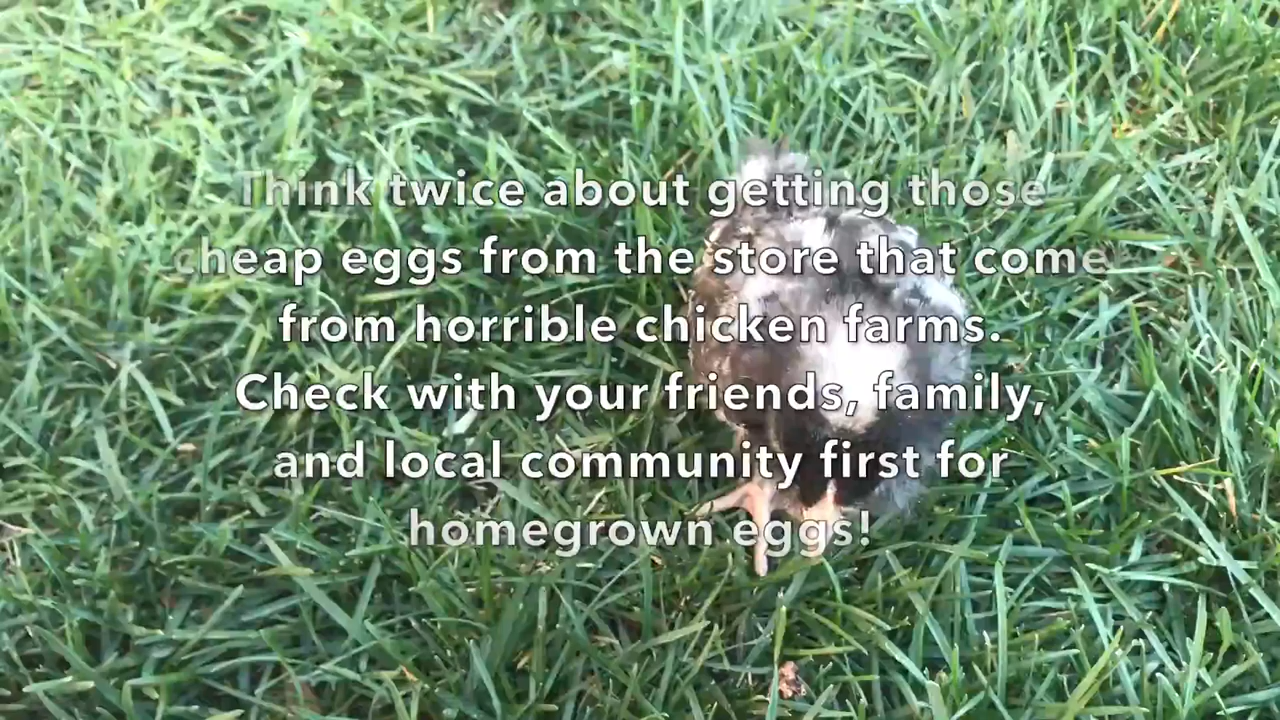 Think twice about getting those
cheap eggs from the store that come
from horrible chicken farms.
Check with your friends, family,
and local community first for
homegrown eggs!